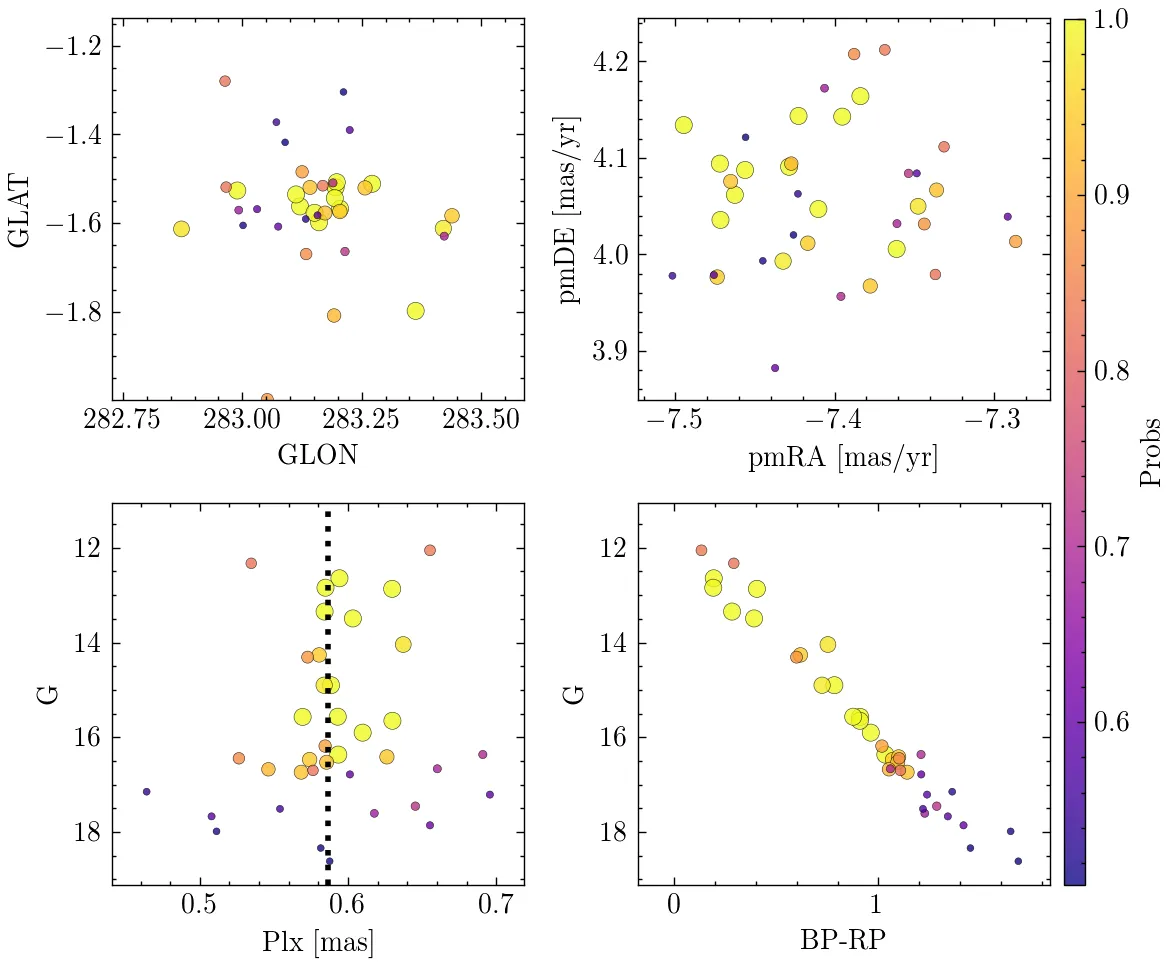 −1.2
−1.4
−1.6
−1.8
GLAT
282.75 283.00 283.25 283.50
GLON
4.2
4.1
4.0
3.9
pmDE [mas/yr]
−7.5 −7.4 −7.3
pmRA [mas/yr]
1.0
0.9
0.8
0.7
0.6
Probs
12
14
16
18
G
0.5 0.6 0.7
Plx [mas]
12
14
16
18
G
0 1
BP-RP